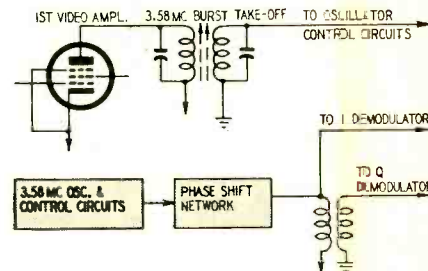 1ST VIDEO AMPL.
3.58 MC BURST TAKE-OFF
TO OSCILLATOR
CONTROL CIRCUITS
TO I DEMODULATOR
TO Q
DEMODULATOR
3.58 MC OSC. &
CONTROL CIRCUITS
PHASE SHIFT
NETWORK